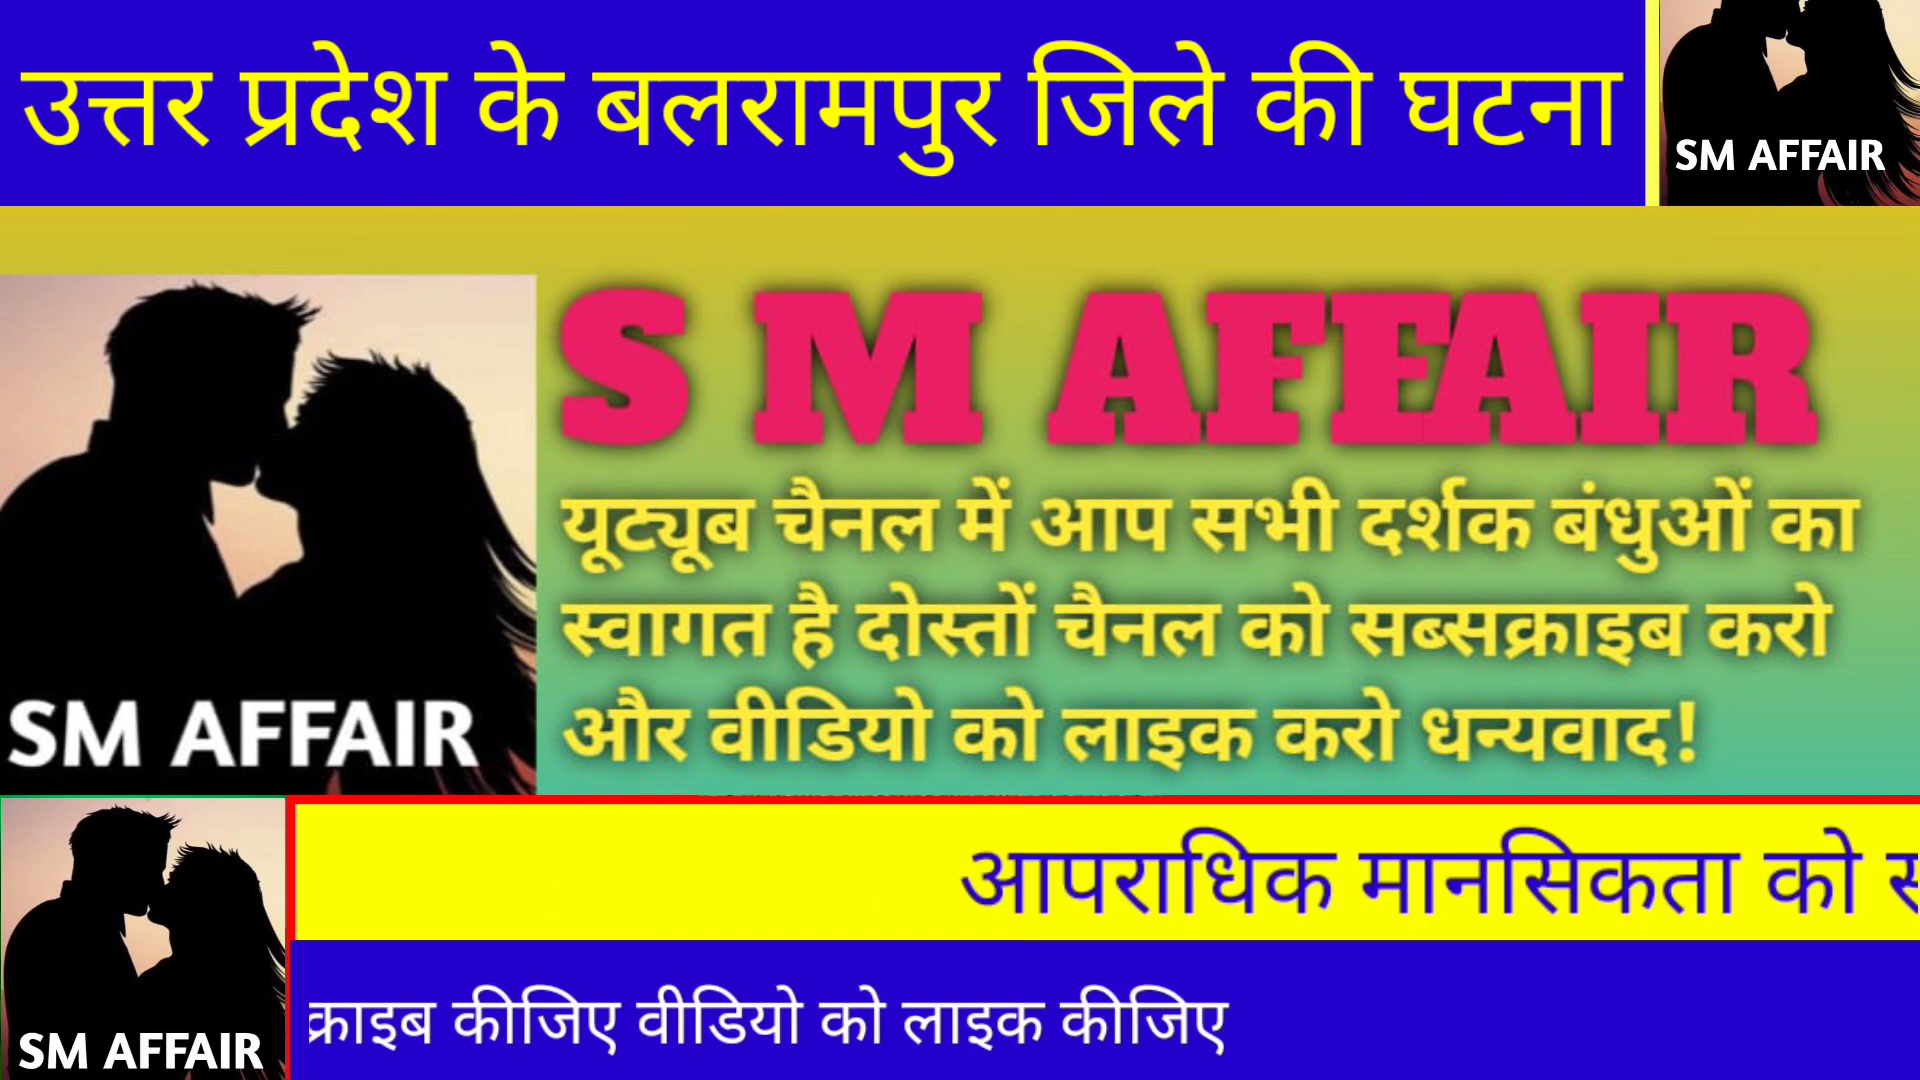 उत्तर प्रदेश के बलरामपुर जिले की घटना
SM AFFAIR
S M AFFAIR
यूट्यूब चैनल में आप सभी दर्शक बंधुओं का
स्वागत है दोस्तों चैनल को सब्सक्राइब करो
और वीडियो को लाइक करो धन्यवाद!
SM AFFAIR
आपराधिक मानसिकता को
क्राइब कीजिए वीडियो को लाइक कीजिए
SM AFFAIR